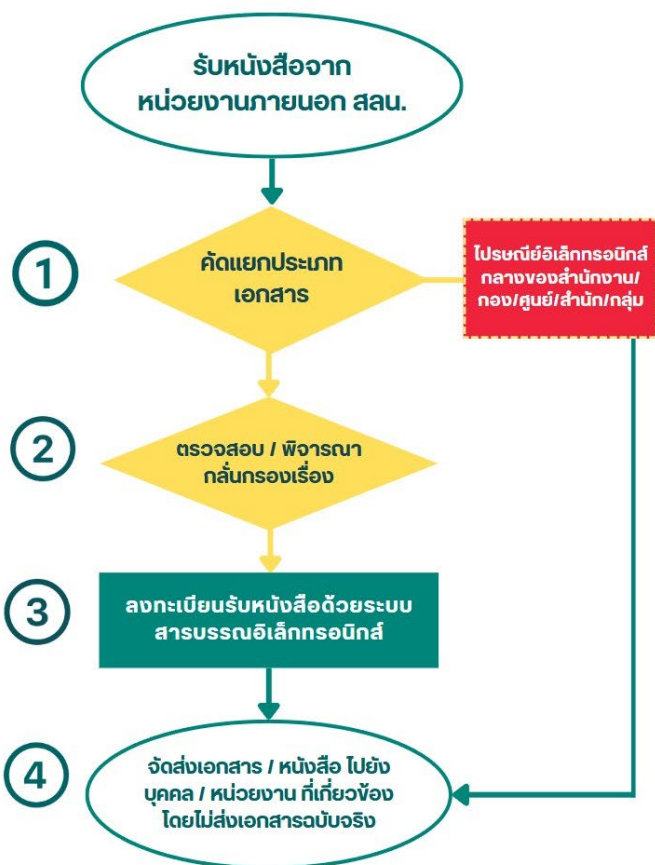 รับหนังสือจาก
หน่วยงานภายนอก สลน.
1
คัดแยกประเภท
เอกสาร
ไปรษณีย์อิเล็กทรอนิกส์
กลางของสำนักงาน/
กอง/ศูนย์/สำนัก/กลุ่ม
2
ตรวจสอบ / พิจารณา
กลั่นกรองเรื่อง
3
ลงทะเบียนรับหนังสือด้วยระบบ
สารบรรณอิเล็กทรอนิกส์
4
จัดส่งเอกสาร / หนังสือ ไปยัง
บุคคล / หน่วยงาน ที่เกี่ยวข้อง
โดยไม่ส่งเอกสารฉบับจริง